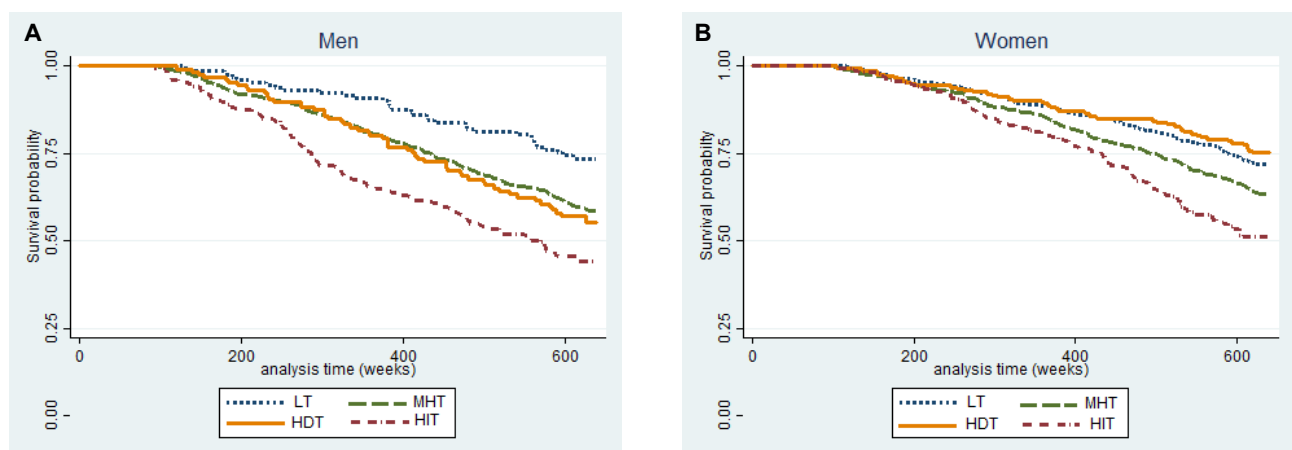 A
Men
Survival probability
1.00
0.75
0.50
0.25
0.00
0
200
400
600
analysis time (weeks)
LT
MHT
HDT
HIT
B
Women
Survival probability
1.00
0.75
0.50
0.25
0.00
0
200
400
600
analysis time (weeks)
LT
MHT
HDT
HIT